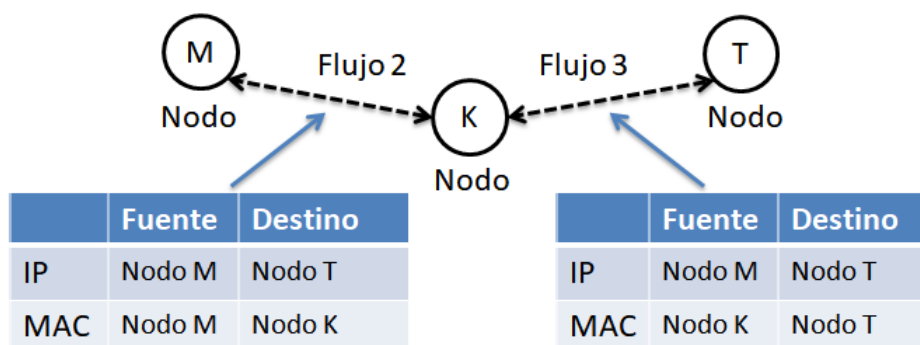 M
Flujo 2
Flujo 3
T
Nodo
K
Nodo
Nodo
Fuente Destino
IP Nodo M Nodo T
MAC Nodo M Nodo K
Fuente Destino
IP Nodo M Nodo T
MAC Nodo K Nodo T